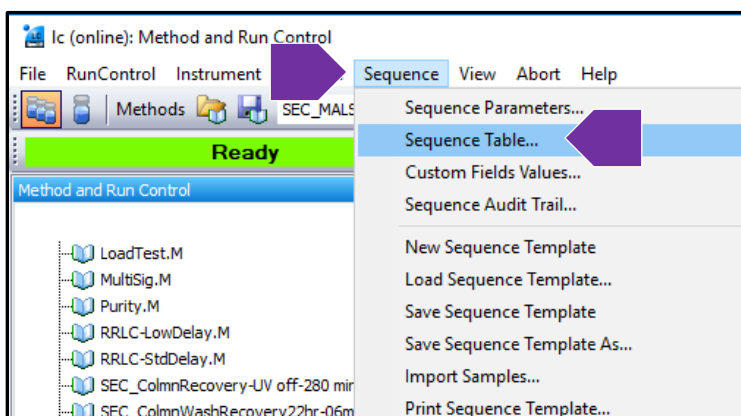 lc (online): Method and Run Control
File RunControl Instrument Sequence View Abort Help
Methods SEC_MALS
Ready
Method and Run Control
LoadTest.M
MultiSig.M
Purity.M
RRLC-LowDelay.M
RRLC-StdDelay.M
SEC_ColmnRecovery-UV off-280 mir
SEC_ColmnWashRecovery22hr-06m
Sequence Parameters...
Sequence Table...
Custom Fields Values...
Sequence Audit Trail...
New Sequence Template
Load Sequence Template...
Save Sequence Template
Save Sequence Template As...
Import Samples...
Print Sequence Template...